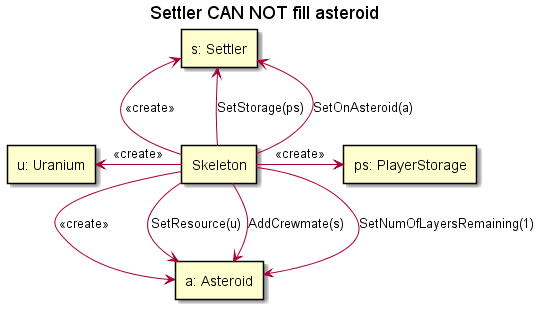 Settler CAN NOT fill asteroid
s: Settler
«create»
SetStorage(ps)
SetOnAsteroid(a)
u: Uranium
«create»
Skeleton
«create»
ps: PlayerStorage
«create»
SetResource(u)
AddCrewmate(s)
SetNumOfLayersRemaining(1)
a: Asteroid